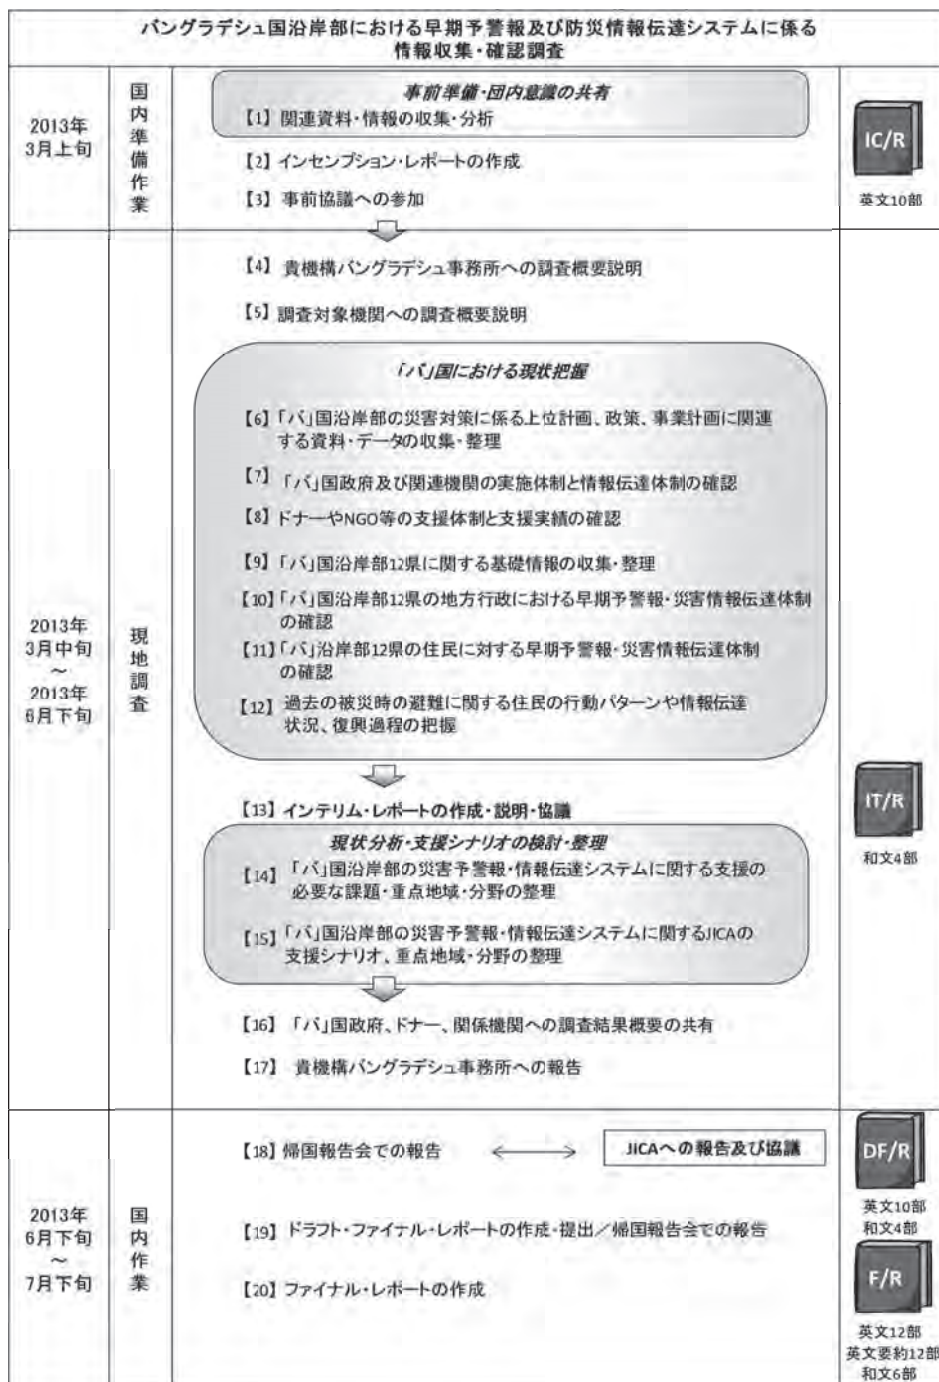 バングラデシュ国沿岸部における早期予警報及び防災情報伝達システムに係る
情報収集・確認調査
2013年
3月上旬
国内準備作業
事前準備・団内意識の共有
【1】関連資料・情報の収集・分析
【2】インセンプション・レポートの作成
【3】事前協議への参加
IC/R
英文10部
2013年
3月中旬
～
2013年
6月下旬
現地調査
【4】貴機構バングラデシュ事務所への調査概要説明
【5】調査対象機関への調査概要説明
「バ」国における現状把握
【6】「バ」国沿岸部の災害対策に係る上位計画、政策、事業計画に関連
する資料・データの収集・整理
【7】「バ」国政府及び関連機関の実施体制と情報伝達体制の確認
【8】ドナーやNGO等の支援体制と支援実績の確認
【9】「バ」国沿岸部12県に関する基礎情報の収集・整理
【10】「バ」国沿岸部12県の地方行政における早期予警報・災害情報伝達体制
の確認
【11】「バ」沿岸部12県の住民に対する早期予警報・災害情報伝達体制
の確認
【12】過去の被災時の避難に関する住民の行動パターンや情報伝達
状況、復興過程の把握
【13】インテリム・レポートの作成・説明・協議
現状分析・支援シナリオの検討・整理
【14】「バ」国沿岸部の災害予警報・情報伝達システムに関する支援の
必要な課題・重点地域・分野の整理
【15】「バ」国沿岸部の災害予警報・情報伝達システムに関するJICAの
支援シナリオ、重点地域・分野の整理
【16】「バ」国政府、ドナー、関係機関への調査結果概要の共有
【17】貴機構バングラデシュ事務所への報告
IT/R
和文4部
2013年
6月下旬
～
7月下旬
国内作業
【18】帰国報告会での報告
JICAへの報告及び協議
【19】ドラフト・ファイナル・レポートの作成・提出／帰国報告会での報告
【20】ファイナル・レポートの作成
DF/R
英文10部
和文4部
F/R
英文12部
英文要約12部
和文6部